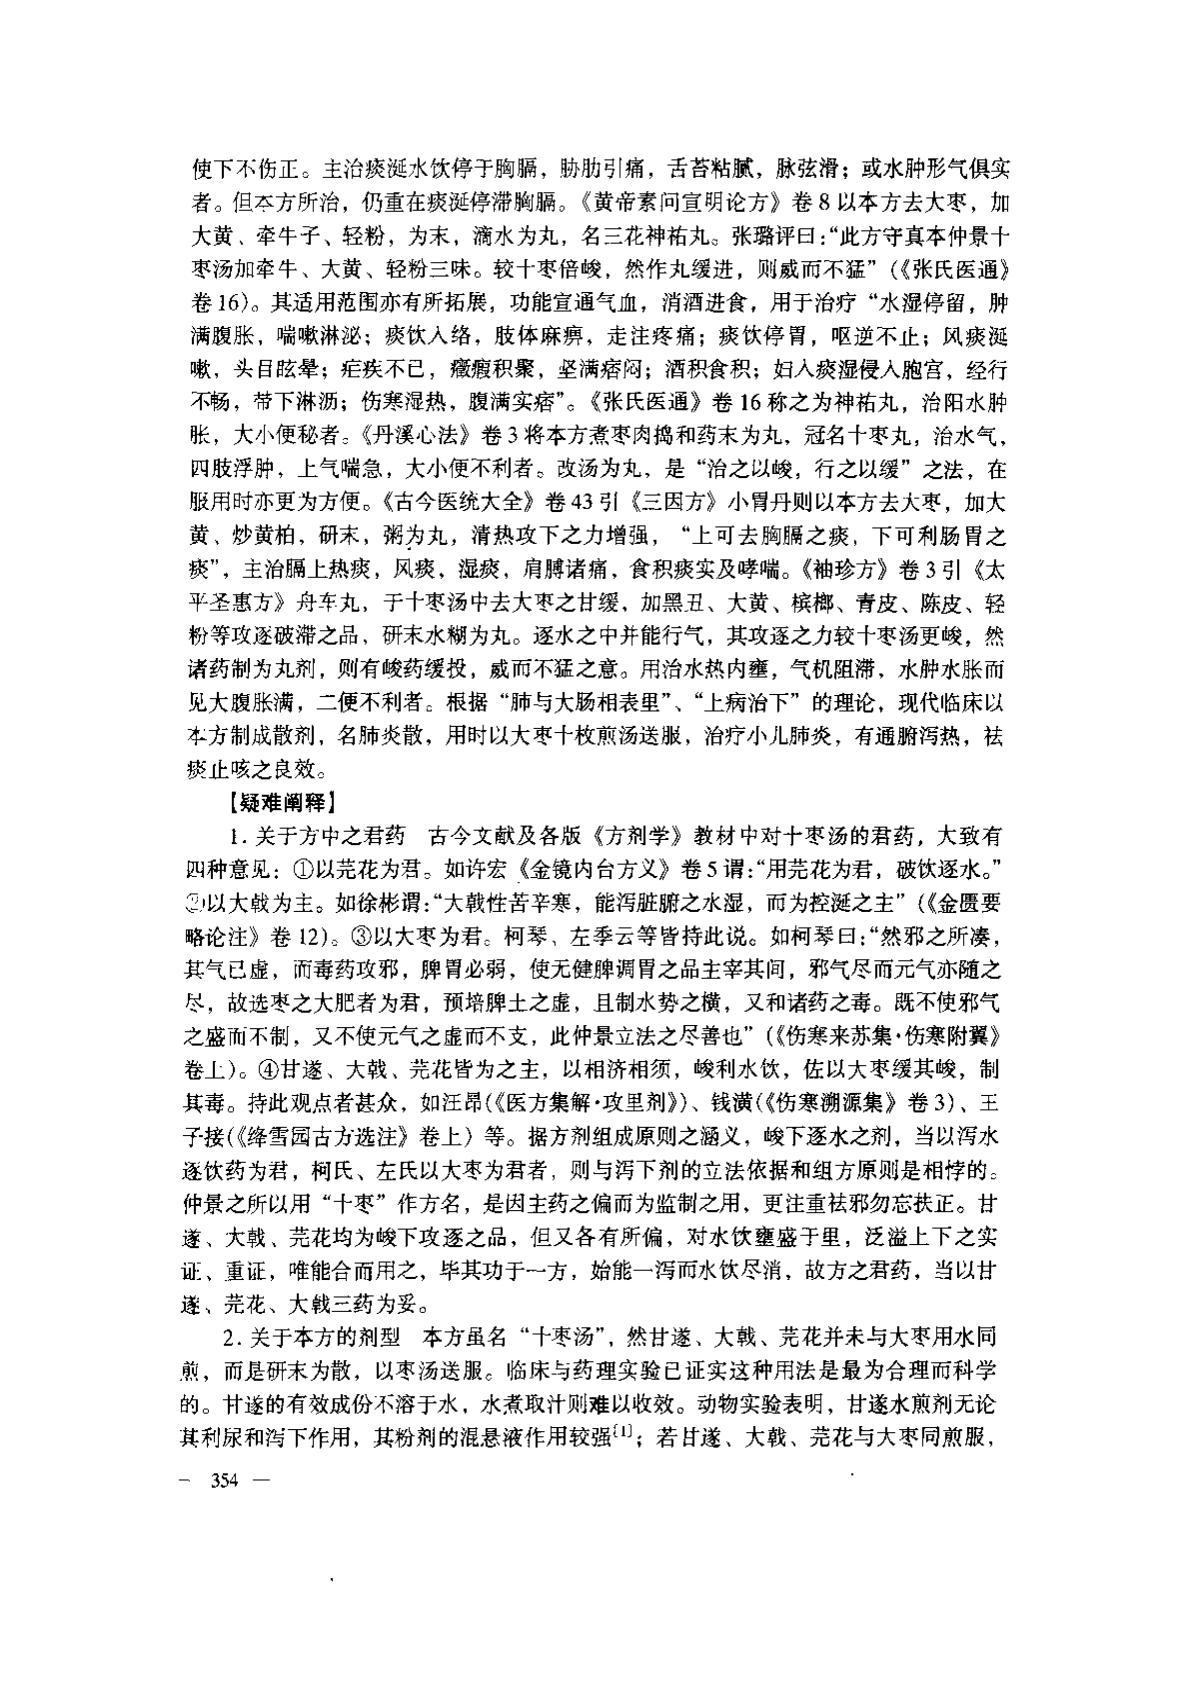 使下不伤正。主治痰涎水饮停于胸膈，胁肋引痛，舌苔粘腻，脉弦滑；或水肿形气俱实
者。但本方所治，仍重在痰涎停滞胸膈。《黄帝素问宣明论方》卷8以本方去大枣，加
大黄、牵牛子、轻粉，为末，滴水为丸，名三花神祐丸。张璐评曰：“此方守真本仲景十
枣汤加牵牛、大黄、轻粉三味。较十枣倍峻，然作丸缓进，则威而不猛”（《张氏医通》
卷16）。其适用范围亦有所拓展，功能宣通气血，消酒进食，用于治疗“水湿停留，肿
满腹胀，喘嗽淋泌；痰饮入络，肢体麻痹，走注疼痛；痰饮停胃，呕逆不止；风痰涎
嗽，头目眩晕；疟疾不已，癥瘕积聚，坚满痞闷；酒积食积；妇人痰湿侵入胞宫，经行
不畅，带下淋沥；伤寒湿热，腹满实痞”。《张氏医通》卷16称之为神祐丸，治阳水肿
胀，大小便秘者。《丹溪心法》卷3将本方煮枣肉捣和药末为丸，冠名十枣丸，治水气，
四肢浮肿，上气喘急，大小便不利者。改汤为丸，是“治之以峻，行之以缓”之法，在
服用时亦更为方便。《古今医统大全》卷43引《三因方》小胃丹则以本方去大枣，加大
黄、炒黄柏，研末，粥为丸，清热攻下之力增强，“上可去胸膈之痰，下可利肠胃之
痰”，主治膈上热痰，风痰，湿痰，肩膊诸痛，食积痰实及哮喘。《袖珍方》卷3引《太
平圣惠方》舟车丸，于十枣汤中去大枣之甘缓，加黑丑、大黄、槟榔、青皮、陈皮、轻
粉等攻逐破滞之品，研末水糊为丸。逐水之中并能行气，其攻逐之力较十枣汤更峻，然
诸药制为丸剂，则有峻药缓投，威而不猛之意。用治水热内壅，气机阻滞，水肿水胀而
见大腹胀满，二便不利者。根据“肺与大肠相表里”、“上病治下”的理论，现代临床以
本方制成散剂，名肺炎散，用时以大枣十枚煎汤送服，治疗小儿肺炎，有通腑泻热，祛
痰止咳之良效。
【疑难阐释】
1. 关于方中之君药　古今文献及各版《方剂学》教材中对十枣汤的君药，大致有
四种意见：①以芫花为君。如许宏《金镜内台方义》卷5谓：“用芫花为君，破饮逐水。”
②以大戟为主。如徐彬谓：“大戟性苦辛寒，能泻脏腑之水湿，而为控涎之主”（《金匮要
略论注》卷12）。③以大枣为君。柯琴、左季云等皆持此说。如柯琴曰：“然邪之所凑，
其气已虚，而毒药攻邪，脾胃必弱，使无健脾调胃之品主宰其间，邪气尽而元气亦随之
尽，故选枣之大肥者为君，预培脾土之虚，且制水势之横，又和诸药之毒。既不使邪气
之盛而不制，又不使元气之虚而不支，此仲景立法之尽善也”（《伤寒来苏集·伤寒附翼》
卷上）。④甘遂、大戟、芫花皆为之主，以相济相须，峻利水饮，佐以大枣缓其峻，制
其毒。持此观点者甚众，如汪昂（《医方集解·攻里剂》）、钱潢（《伤寒溯源集》卷3）、王
子接（《绛雪园古方选注》卷上）等。据方剂组成原则之涵义，峻下逐水之剂，当以泻水
逐饮药为君，柯氏、左氏以大枣为君者，则与泻下剂的立法依据和组方原则是相悖的。
仲景之所以用“十枣”作方名，是因主药之偏而为监制之用，更注重祛邪勿忘扶正。甘
遂、大戟、芫花均为峻下攻逐之品，但又各有所偏，对水饮壅盛于里，泛溢上下之实
证、重证，唯能合而用之，毕其功于一方，始能一泻而水饮尽消，故方之君药，当以甘
遂、芫花、大戟三药为妥。
2. 关于本方的剂型　本方虽名“十枣汤”，然甘遂、大戟、芫花并未与大枣用水同
煎，而是研末为散，以枣汤送服。临床与药理实验已证实这种用法是最为合理而科学
的。甘遂的有效成份不溶于水，水煮取汁则难以收效。动物实验表明，甘遂水煎剂无论
其利尿和泻下作用，其粉剂的混悬液作用较强[1]；若甘遂、大戟、芫花与大枣同煎服，
— 354 —